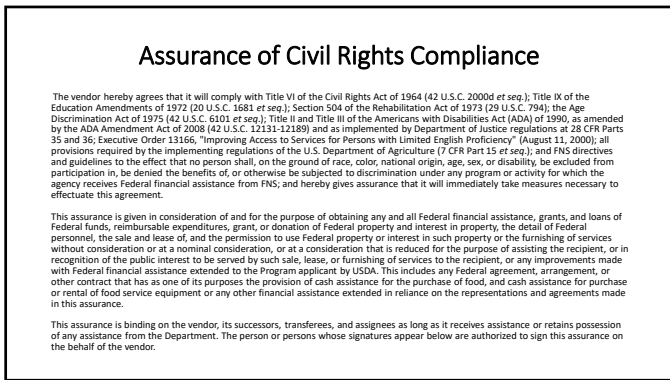 Assurance of Civil Rights Compliance
The vendor hereby agrees that it will comply with Title VI of the Civil Rights Act of 1964 (42 U.S.C. 2000d et seq.); Title IX of the
Education Amendments of 1972 (20 U.S.C. 1681 et seq.); Section 504 of the Rehabilitation Act of 1973 (29 U.S.C. 794); the Age
Discrimination Act of 1975 (42 U.S.C. 6101 et seq.); Title II and Title III of the Americans with Disabilities Act (ADA) of 1990, as amended
by the ADA Amendment Act of 2008 (42 U.S.C. 12131-12189) and as implemented by Department of Justice regulations at 28 CFR Parts
35 and 36; Executive Order 13166, "Improving Access to Services for Persons with Limited English Proficiency" (August 11, 2000); all
provisions required by the implementing regulations of the U.S. Department of Agriculture (7 CFR Part 15 et seq.); and FNS directives
and guidelines to the effect that no person shall, on the ground of race, color, national origin, age, sex, or disability, be excluded from
participation in, be denied the benefits of, or otherwise be subjected to discrimination under any program or activity for which the
agency receives Federal financial assistance from FNS; and hereby gives assurance that it will immediately take measures necessary to
effectuate this agreement.
This assurance is given in consideration of and for the purpose of obtaining any and all Federal financial assistance, grants, and loans of
Federal funds, reimbursable expenditures, grant, or donation of Federal property and interest in property, the detail of Federal
personnel, the sale and lease of, and the permission to use Federal property or interest in such property or the furnishing of services
without consideration or at a nominal consideration, or at a consideration that is reduced for the purpose of assisting the recipient, or in
recognition of the public interest to be served by such sale, lease, or furnishing of services to the recipient, or any improvements made
with Federal financial assistance extended to the Program applicant by USDA. This includes any Federal agreement, arrangement, or
other contract that has as one of its purposes the provision of cash assistance for the purchase of food, and cash assistance for purchase
or rental of food service equipment or any other financial assistance extended in reliance on the representations and agreements made
in this assurance.
This assurance is binding on the vendor, its successors, transferees, and assignees as long as it receives assistance or retains possession
of any assistance from the Department. The person or persons whose signatures appear below are authorized to sign this assurance on
the behalf of the vendor.